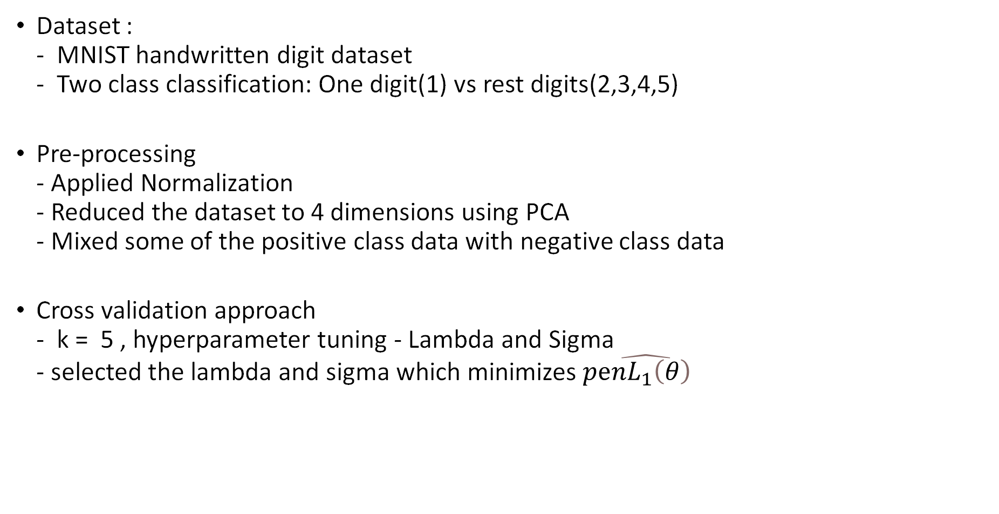 • Dataset :
- MNIST handwritten digit dataset
- Two class classification: One digit(1) vs rest digits(2,3,4,5)
• Pre-processing
- Applied Normalization
- Reduced the dataset to 4 dimensions using PCA
- Mixed some of the positive class data with negative class data
• Cross validation approach
- k = 5 , hyperparameter tuning - Lambda and Sigma
- selected the lambda and sigma which minimizes $pen\widehat{L_1(\theta)}$